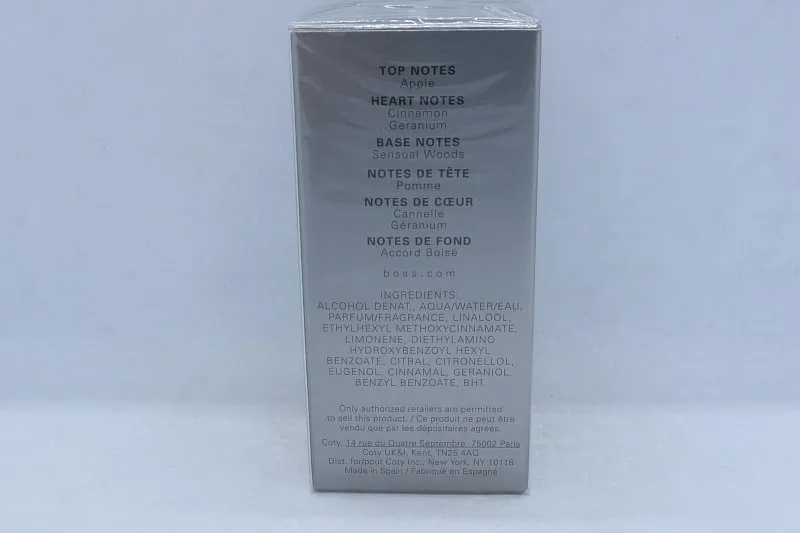 TOP NOTES
Apple
HEART NOTES
Cinnamon
Geranium
BASE NOTES
Sensual Woods
NOTES DE TÊTE
Pomme
NOTES DE CŒUR
Cannelle
Géranium
NOTES DE FOND
Accord Boisé
boss.com
INGREDIENTS:
ALCOHOL DENAT., AQUA/WATER/EAU,
PARFUM/FRAGRANCE, LINALOOL,
ETHYLHEXYL METHOXYCINNAMATE,
LIMONENE, DIETHYLAMINO
HYDROXYBENZOYL HEXYL
BENZOATE, CITRAL, CITRONELLOL,
EUGENOL, CINNAMAL, GERANIOL,
BENZYL BENZOATE, BHT.
Only authorized retailers are permitted
to sell this product. / Ce produit ne peut être
vendu que par les dépositaires agréés.
Coty, 14 rue du Quatre Septembre, 75002 Paris
Coty UK&I, Kent, TN25 4AQ
Dist. for/pour Coty Inc., New York, NY 10118
Made in Spain / Fabriqué en Espagne